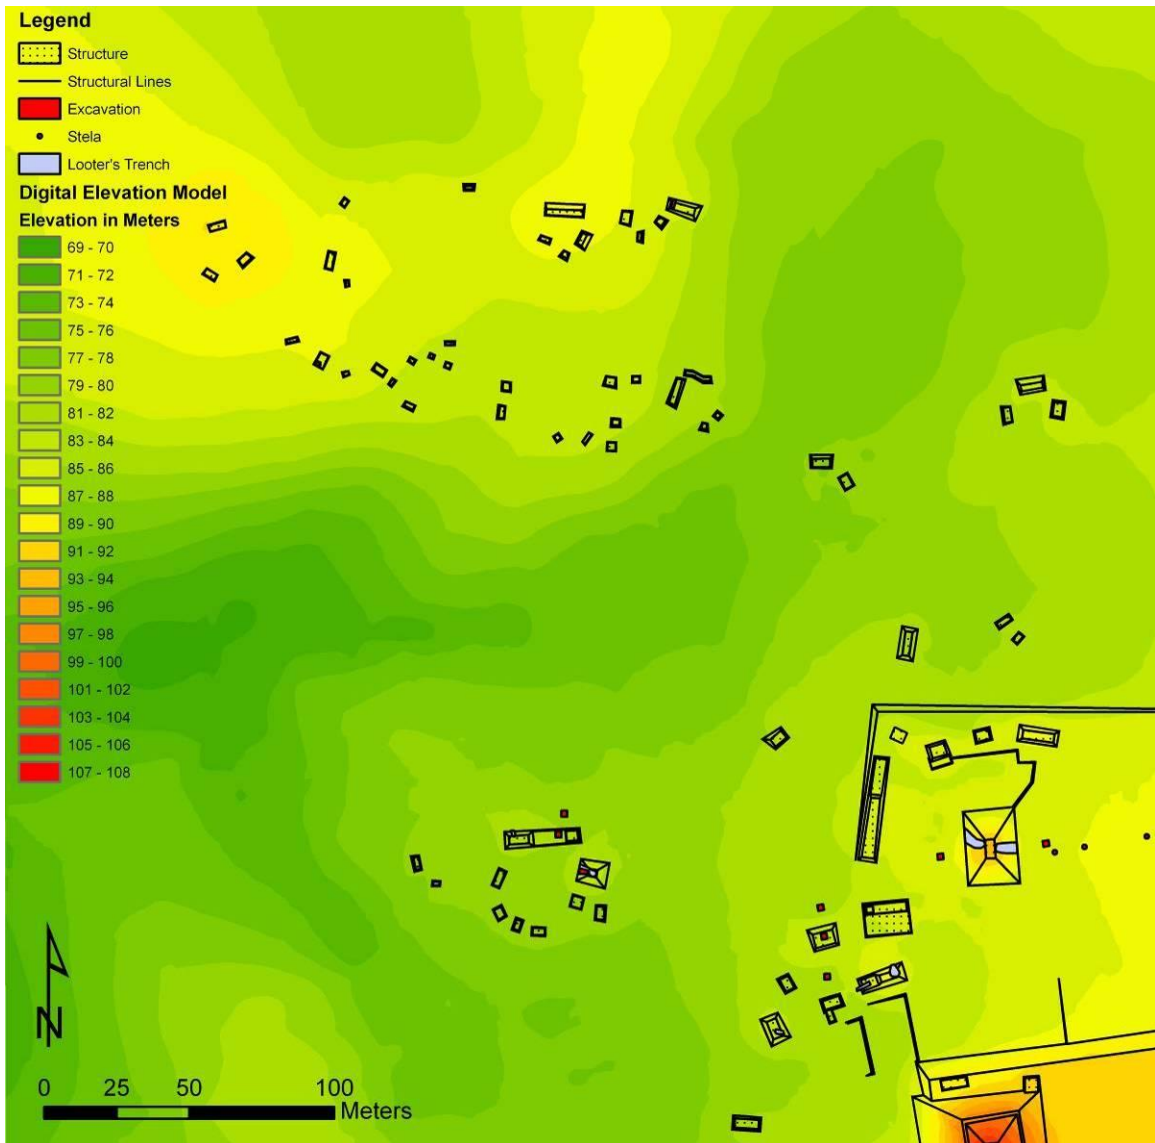 Legend
Structure
Structural Lines
Excavation
Stela
Looter's Trench
Digital Elevation Model
Elevation in Meters
69 - 70
71 - 72
73 - 74
75 - 76
77 - 78
79 - 80
81 - 82
83 - 84
85 - 86
87 - 88
89 - 90
91 - 92
93 - 94
95 - 96
97 - 98
99 - 100
101 - 102
103 - 104
105 - 106
107 - 108
N
0 25 50 100
Meters